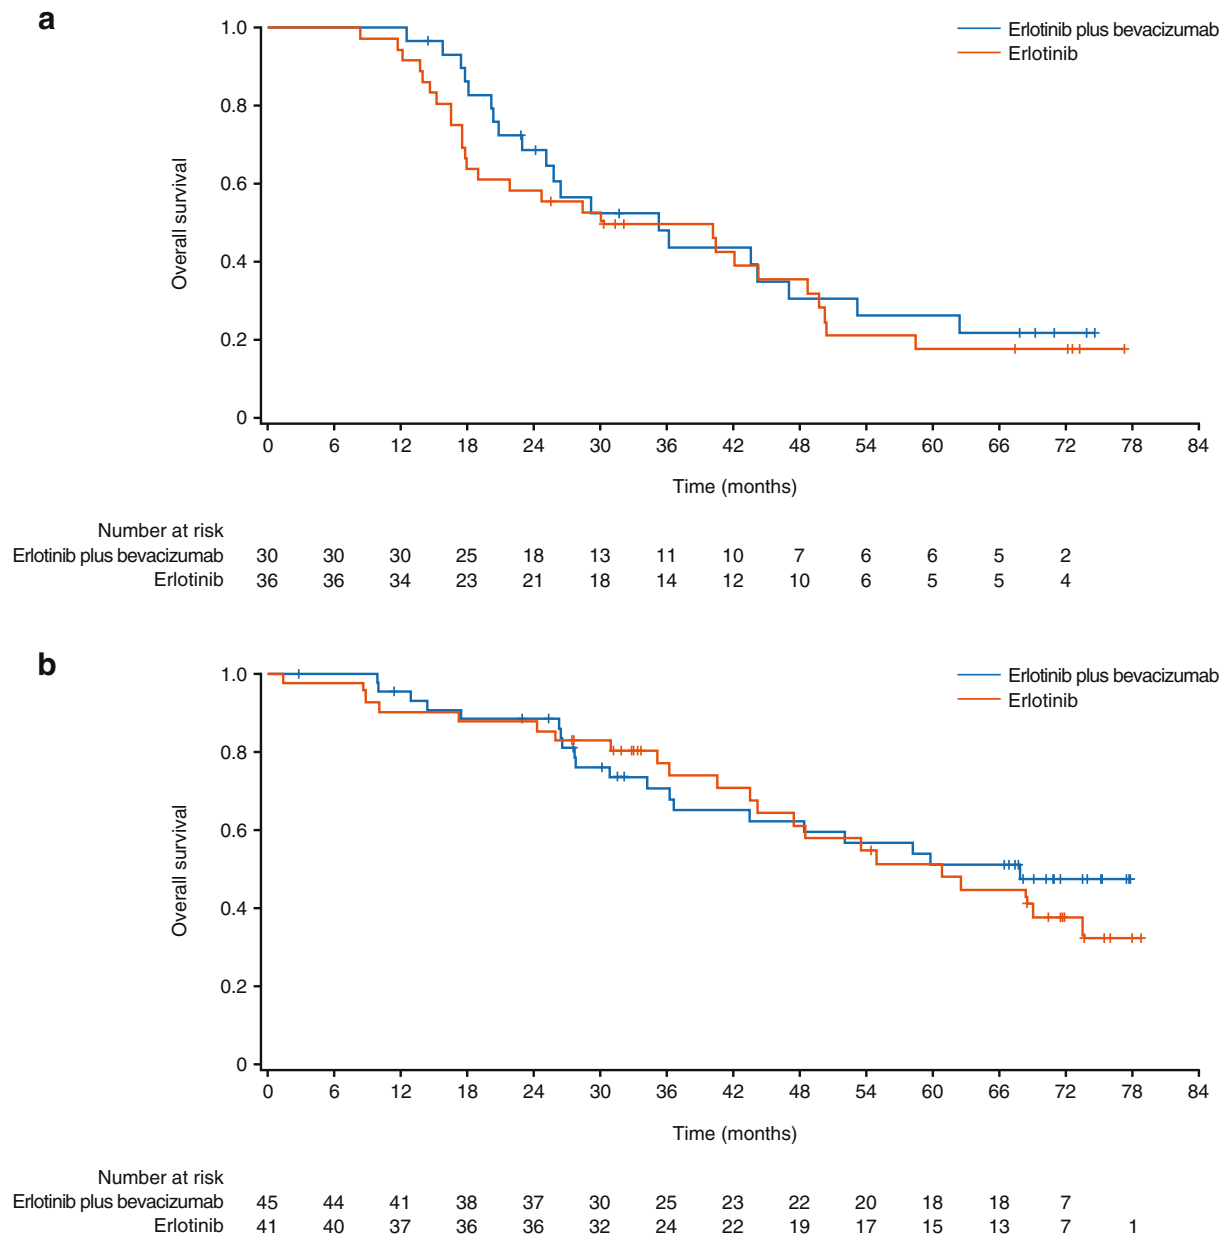 a
Erlotinib plus bevacizumab
Erlotinib
Overall survival
1.0
0.8
0.6
0.4
0.2
0
0 6 12 18 24 30 36 42 48 54 60 66 72 78 84
Time (months)
Number at risk
Erlotinib plus bevacizumab 30 30 30 25 18 13 11 10 7 6 6 5 2
Erlotinib 36 36 34 23 21 18 14 12 10 6 5 5 4
b
Erlotinib plus bevacizumab
Erlotinib
Overall survival
1.0
0.8
0.6
0.4
0.2
0
0 6 12 18 24 30 36 42 48 54 60 66 72 78 84
Time (months)
Number at risk
Erlotinib plus bevacizumab 45 44 41 38 37 30 25 23 22 20 18 18 7
Erlotinib 41 40 37 36 36 32 24 22 19 17 15 13 7 1